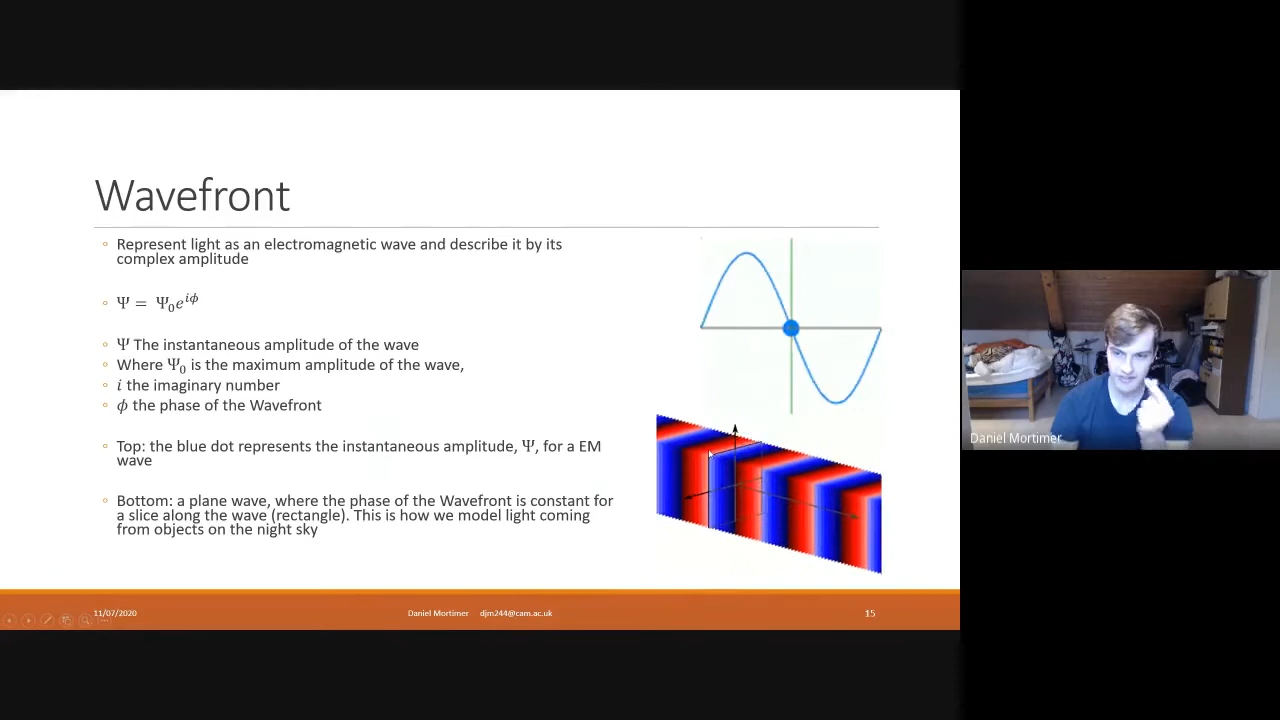 Wavefront
Represent light as an electromagnetic wave and describe it by its
complex amplitude
Ψ = Ψ₀e^{iϕ}
Ψ The instantaneous amplitude of the wave
Where Ψ₀ is the maximum amplitude of the wave,
i the imaginary number
ϕ the phase of the Wavefront
Top: the blue dot represents the instantaneous amplitude, Ψ, for a EM
wave
Bottom: a plane wave, where the phase of the Wavefront is constant for
a slice along the wave (rectangle). This is how we model light coming
from objects on the night sky
11/07/2020
Daniel Mortimer djm244@cam.ac.uk
15
Daniel Mortimer